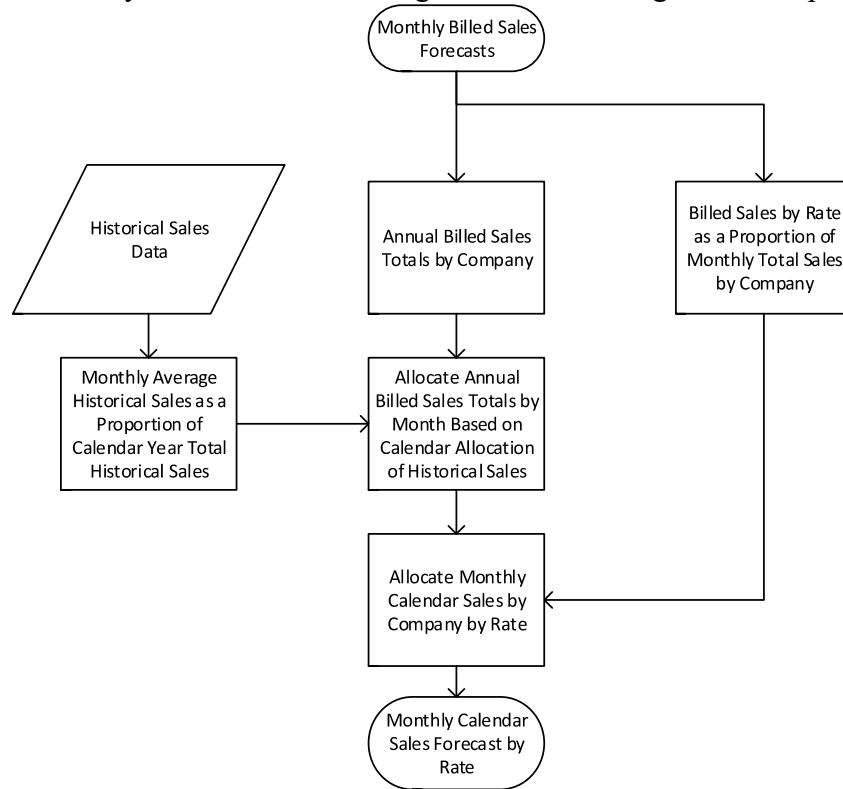 Monthly Billed Sales
Forecasts
Historical Sales
Data
Annual Billed Sales
Totals by Company
Billed Sales by Rate
as a Proportion of
Monthly Total Sales
by Company
Monthly Average
Historical Sales as a
Proportion of
Calendar Year Total
Historical Sales
Allocate Annual
Billed Sales Totals by
Month Based on
Calendar Allocation
of Historical Sales
Allocate Monthly
Calendar Sales by
Company by Rate
Monthly Calendar
Sales Forecast by
Rate